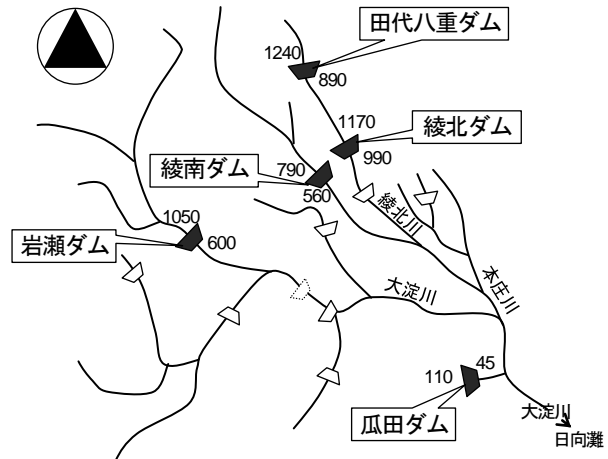 田代八重ダム
1240
890
1170
綾北ダム
990
790
綾南ダム
560
綾北川
1050
岩瀬ダム
600
大淀川
本庄川
45
110
瓜田ダム
大淀川
日向灘